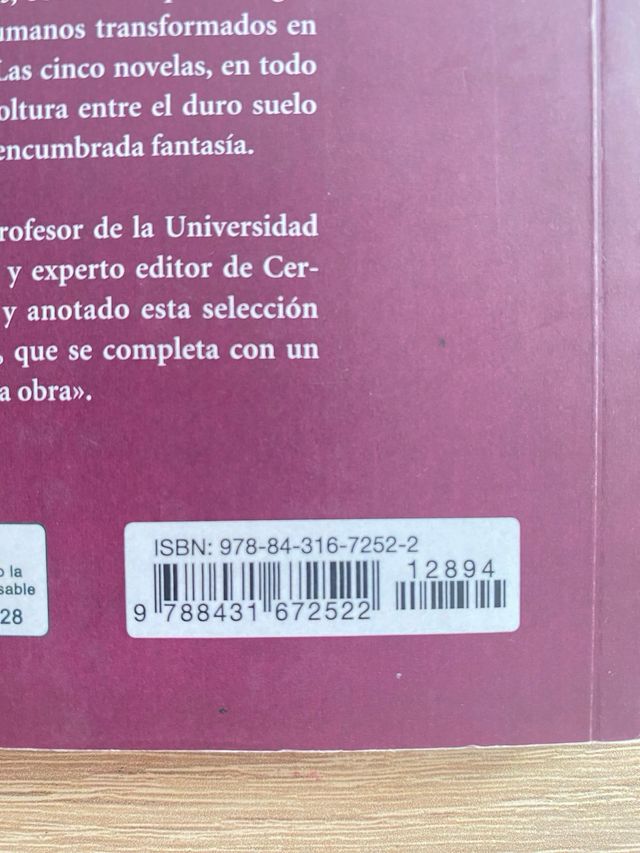 umanos transformados en
Las cinco novelas, en todo
oltura entre el duro suelo
encumbrada fantasía.
rofesor de la Universidad
y experto editor de Cer-
y anotado esta selección
, que se completa con un
a obra».
o la
sable
28
ISBN: 978-84-316-7252-2
12894
9 788431 672522